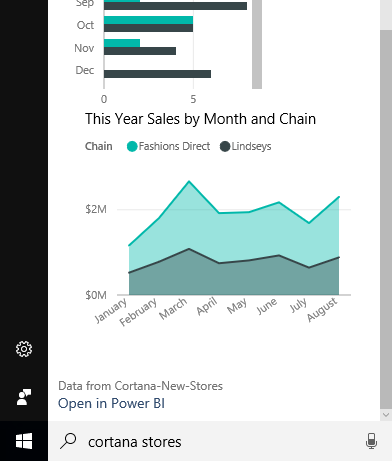 Sep
Oct
Nov
Dec
0 5
This Year Sales by Month and Chain
Chain Fashions Direct Lindseys
$2M
$0M
January February March April May June July August
Data from Cortana-New-Stores
Open in Power BI
cortana stores